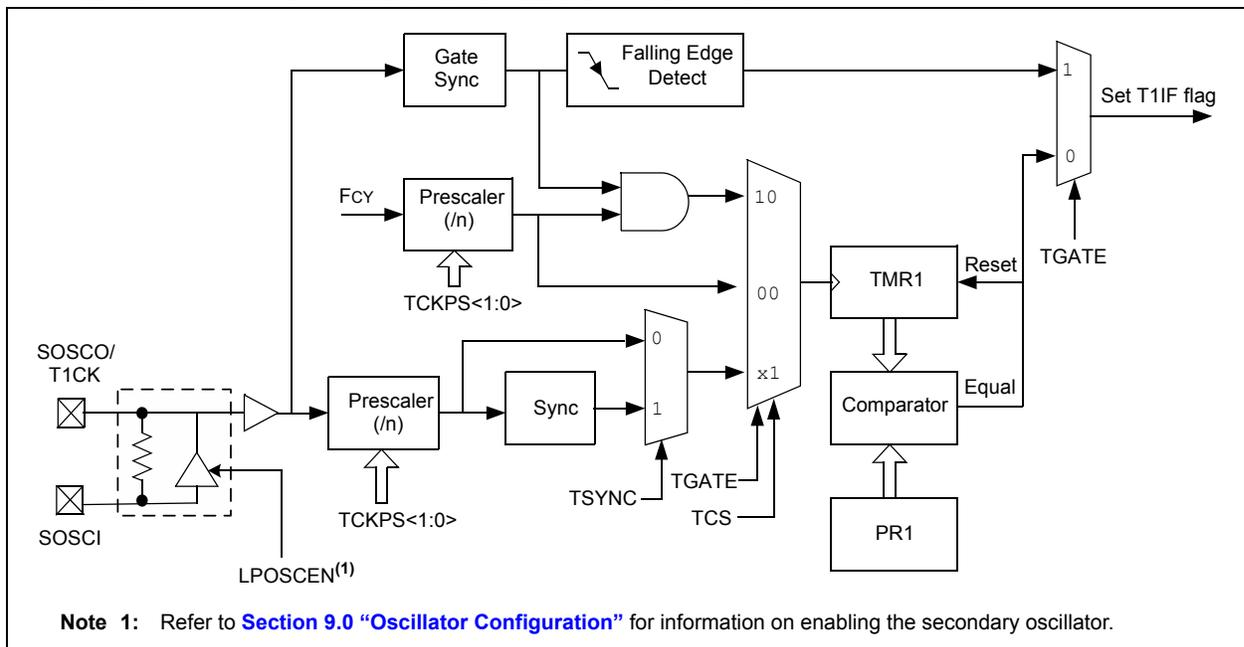 Gate
Sync
Falling Edge
Detect
1
Set T1IF flag
0
TGATE
FCY
Prescaler
(/n)
TCKPS<1:0>
10
00
x1
TMR1
Reset
SOSCO/
T1CK
SOSCI
Prescaler
(/n)
TCKPS<1:0>
Sync
0
1
TSYNC
TGATE
TCS
Comparator
Equal
PR1
LPOSCEN(1)
Note 1: Refer to Section 9.0 “Oscillator Configuration” for information on enabling the secondary oscillator.